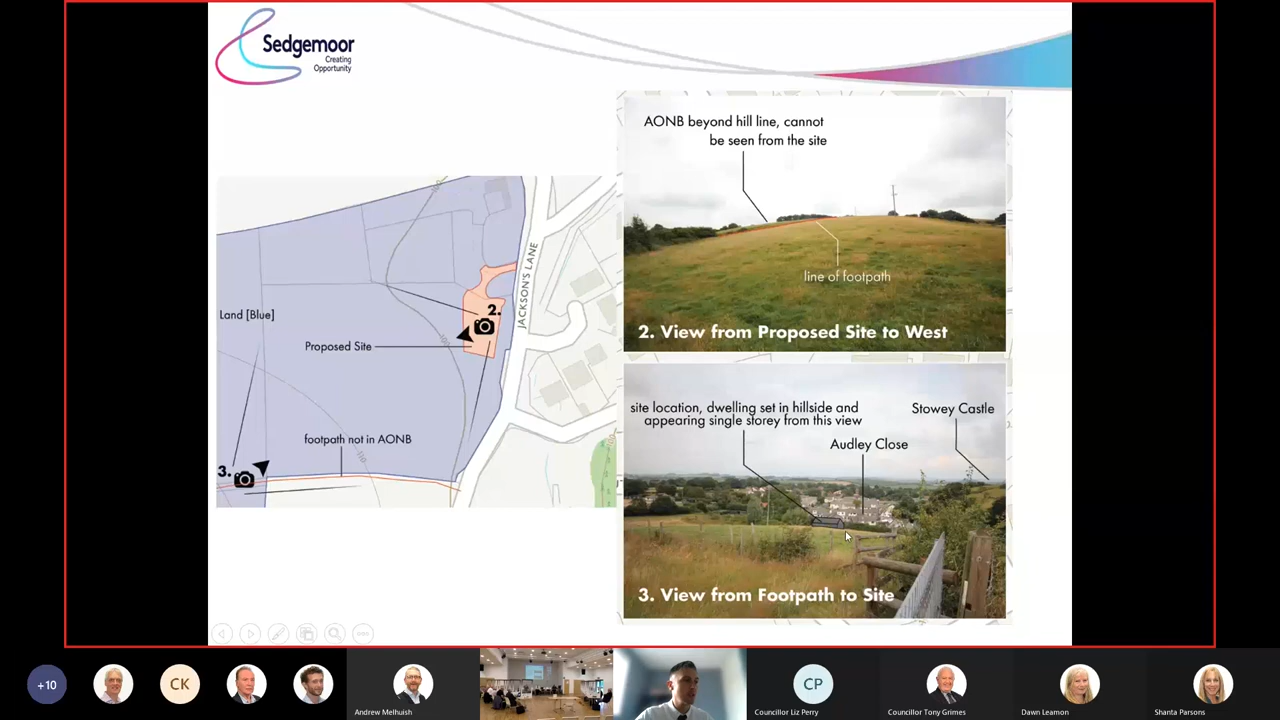 Sedgemoor
Creating
Opportunity
AONB beyond hill line, cannot
be seen from the site
line of footpath
2. View from Proposed Site to West
Land [Blue]
Proposed Site
2.
JACKSON'S LANE
footpath not in AONB
3.
100
110
site location, dwelling set in hillside and
appearing single storey from this view
Stowey Castle
Audley Close
3. View from Footpath to Site
+10
CK
Andrew Melhuish
CP
Councillor Liz Perry
Councillor Tony Grimes
Dawn Leamon
Shanta Parsons